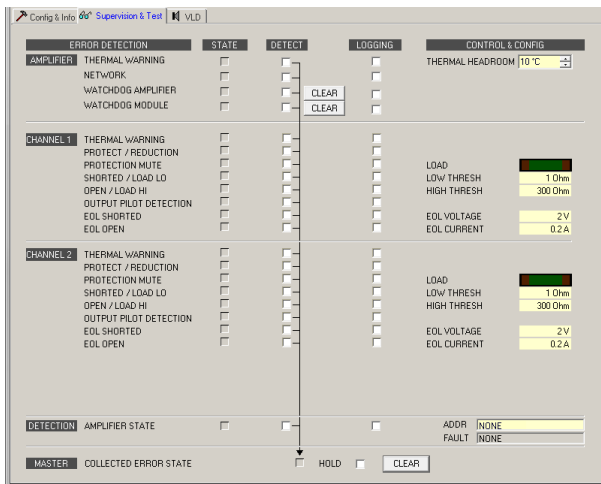 Config & Info Supervision & Test VLD
ERROR DETECTION STATE DETECT LOGGING CONTROL & CONFIG
AMPLIFIER THERMAL WARNING THERMAL HEADROOM 10 °C
NETWORK
WATCHDOG AMPLIFIER CLEAR
WATCHDOG MODULE CLEAR
CHANNEL 1 THERMAL WARNING
PROTECT / REDUCTION
PROTECTION MUTE LOAD
SHORTED / LOAD LO LOW THRESH 1 Ohm
OPEN / LOAD HI HIGH THRESH 300 Ohm
OUTPUT PILOT DETECTION
EOL SHORTED EOL VOLTAGE 2 V
EOL OPEN EOL CURRENT 0.2 A
CHANNEL 2 THERMAL WARNING
PROTECT / REDUCTION
PROTECTION MUTE LOAD
SHORTED / LOAD LO LOW THRESH 1 Ohm
OPEN / LOAD HI HIGH THRESH 300 Ohm
OUTPUT PILOT DETECTION
EOL SHORTED EOL VOLTAGE 2 V
EOL OPEN EOL CURRENT 0.2 A
DETECTION AMPLIFIER STATE ADDR NONE
FAULT NONE
MASTER COLLECTED ERROR STATE HOLD CLEAR